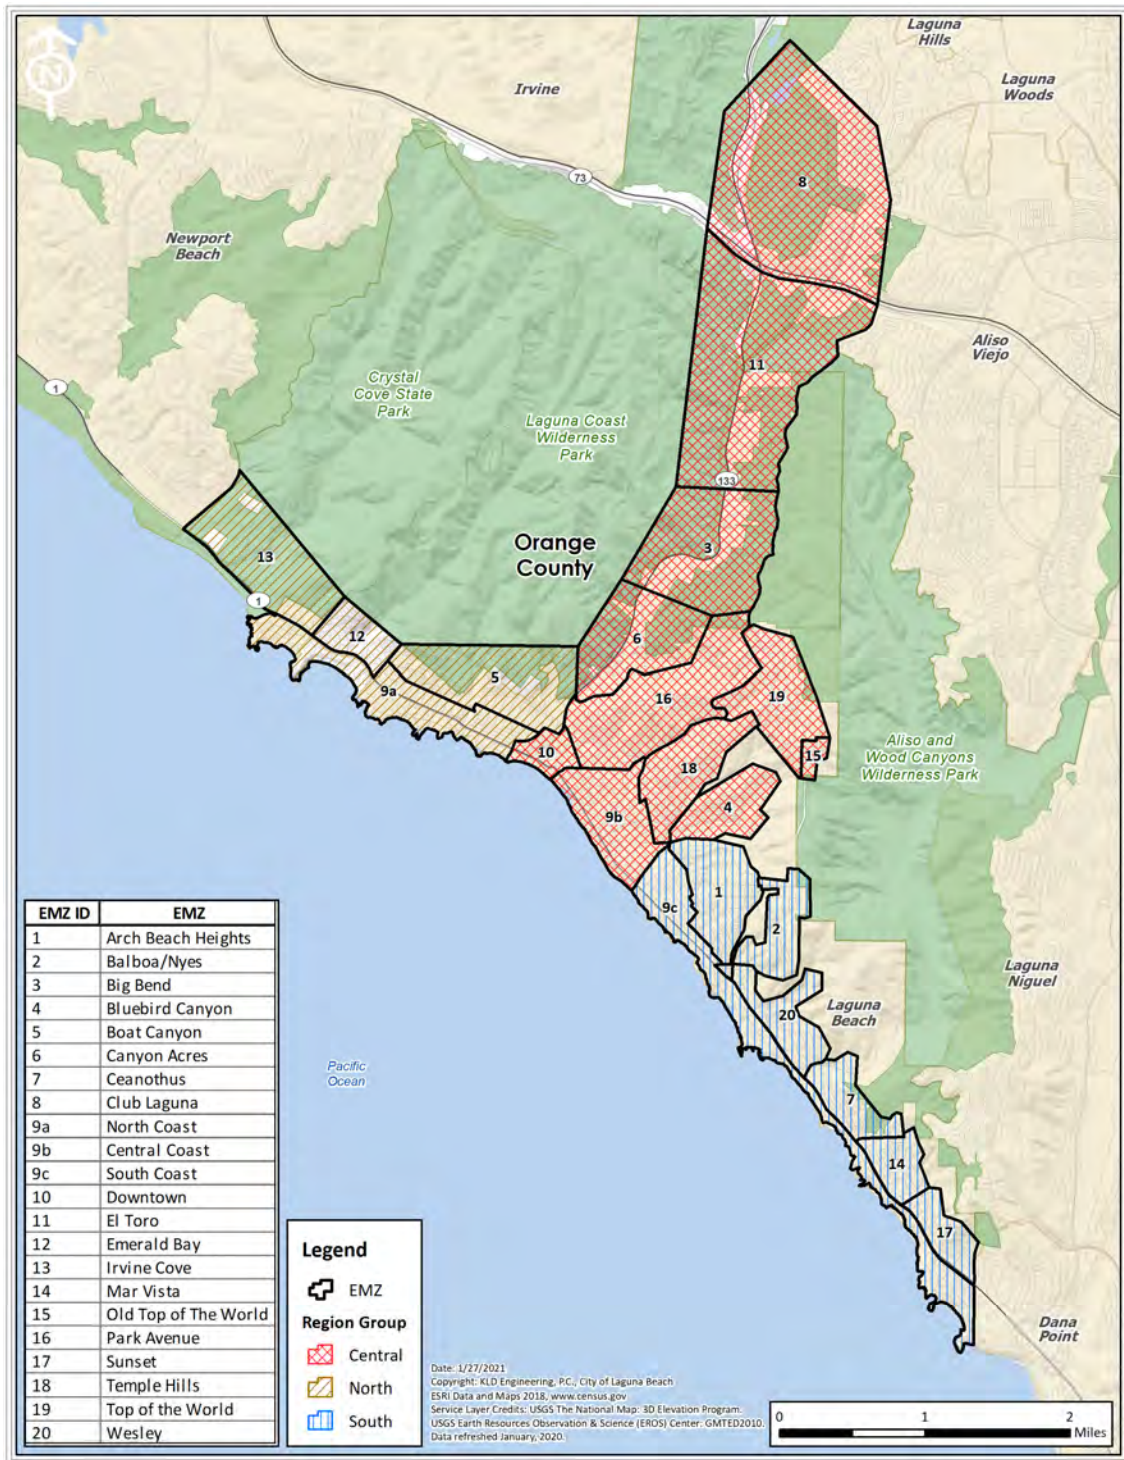 N
Laguna
Hills
Laguna
Woods
Irvine
73
8
Newport
Beach
11
Aliso
Viejo
1
Crystal
Cove State
Park
Laguna Coast
Wilderness
Park
133
Orange
County
3
13
1
12
6
5
9a
16
19
10
15
Aliso and
Wood Canyons
Wilderness Park
18
4
9b
1
9c
2
Laguna
Niguel
Laguna
Beach
20
Pacific
Ocean
7
14
17
Dana
Point
EMZ ID EMZ
1 Arch Beach Heights
2 Balboa/Nyes
3 Big Bend
4 Bluebird Canyon
5 Boat Canyon
6 Canyon Acres
7 Ceanothus
8 Club Laguna
9a North Coast
9b Central Coast
9c South Coast
10 Downtown
11 El Toro
12 Emerald Bay
13 Irvine Cove
14 Mar Vista
15 Old Top of The World
16 Park Avenue
17 Sunset
18 Temple Hills
19 Top of the World
20 Wesley
Legend
EMZ
Region Group
Central
North
South
Date: 1/27/2021
Copyright: KLD Engineering, P.C., City of Laguna Beach
ESRI Data and Maps 2018, www.census.gov
Service Layer Credits: USGS The National Map: 3D Elevation Program.
USGS Earth Resources Observation & Science (EROS) Center: GMTED2010.
Data refreshed January, 2020.
0 1 2
Miles